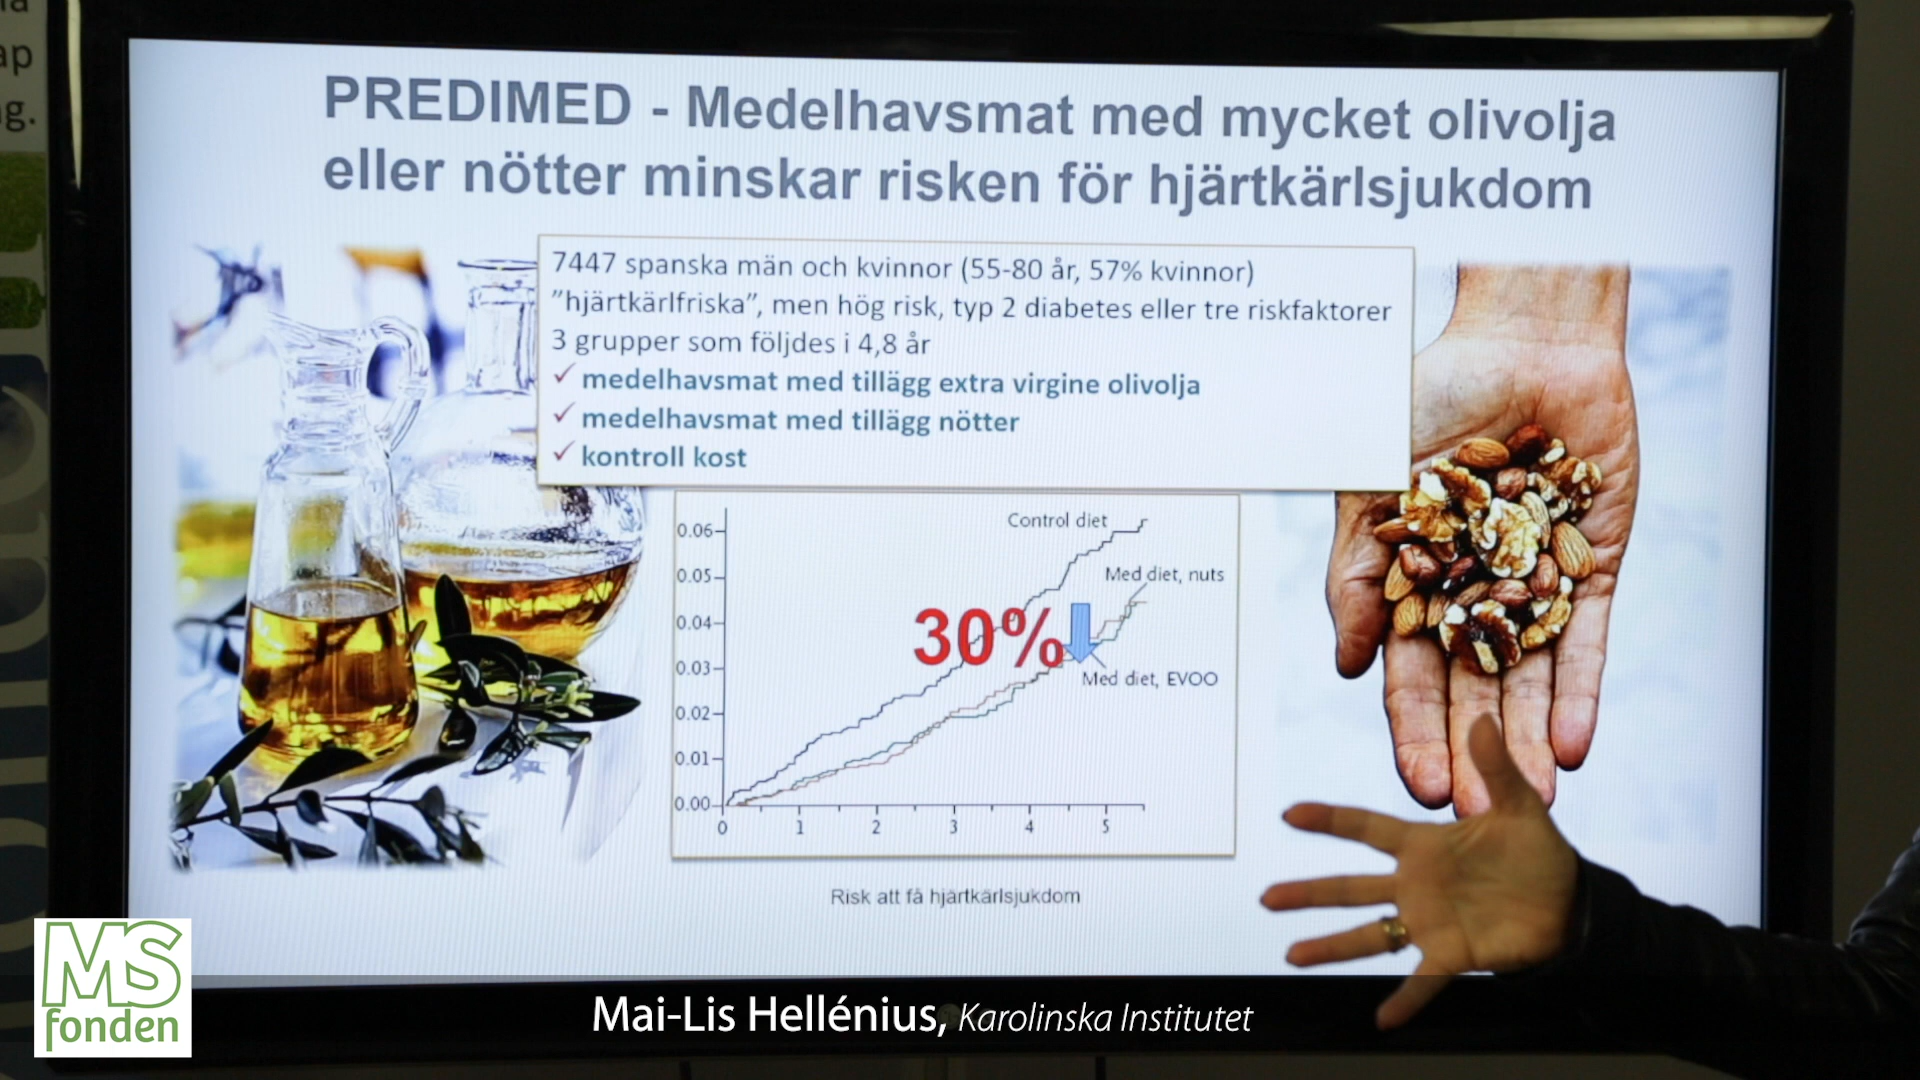 ap
g.
PREDIMED - Medelhavsmat med mycket olivolja
eller nötter minskar risken för hjärtkärlsjukdom
7447 spanska män och kvinnor (55-80 år, 57% kvinnor)
"hjärtkärlfriska", men hög risk, typ 2 diabetes eller tre riskfaktorer
3 grupper som följdes i 4,8 år
✓ medelhavsmat med tillägg extra virgine olivolja
✓ medelhavsmat med tillägg nötter
✓ kontroll kost
Control diet
0.06
0.05
Med diet, nuts
0.04
30%
0.03
Med diet, EVOO
0.02
0.01
0.00
0 1 2 3 4 5
Risk att få hjärtkärlsjukdom
MS
fonden
Mai-Lis Hellénius, Karolinska Institutet